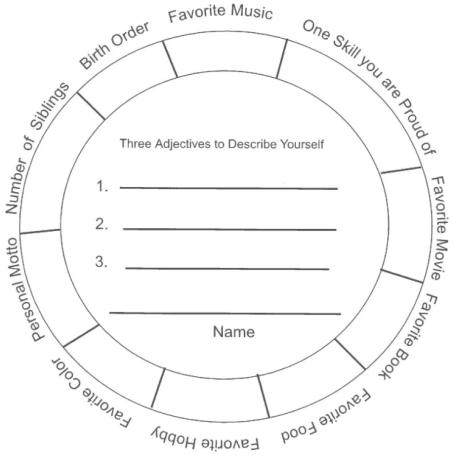 Favorite Music
One Skill you are Proud of
Favorite Movie
Favorite Book
Favorite Food
Favorite Hobby
Favorite Color
Personal Motto
Number of Siblings
Birth Order
Three Adjectives to Describe Yourself
1.
2.
3.
Name